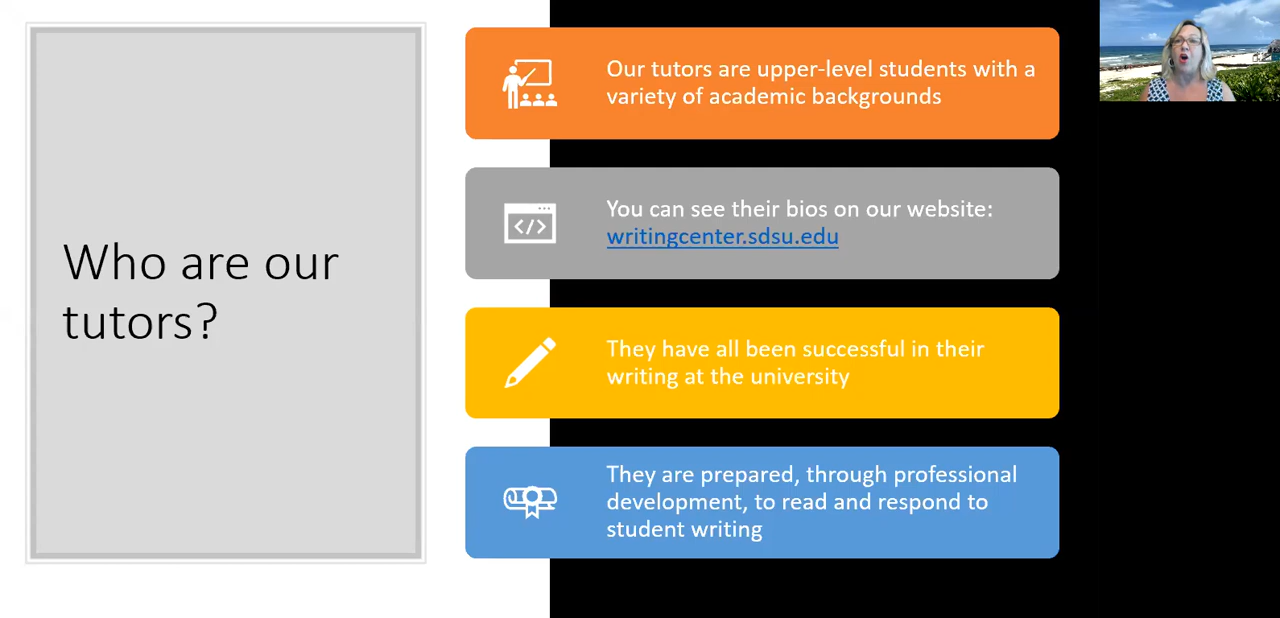 Who are our
tutors?
Our tutors are upper-level students with a
variety of academic backgrounds
You can see their bios on our website:
writingcenter.sdsu.edu
They have all been successful in their
writing at the university
They are prepared, through professional
development, to read and respond to
student writing